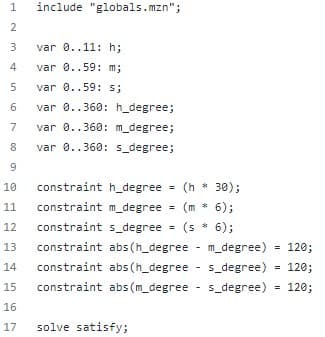 1 include "globals.mzn";
2
3 var 0..11: h;
4 var 0..59: m;
5 var 0..59: s;
6 var 0..360: h_degree;
7 var 0..360: m_degree;
8 var 0..360: s_degree;
9
10 constraint h_degree = (h * 30);
11 constraint m_degree = (m * 6);
12 constraint s_degree = (s * 6);
13 constraint abs(h_degree - m_degree) = 120;
14 constraint abs(h_degree - s_degree) = 120;
15 constraint abs(m_degree - s_degree) = 120;
16
17 solve satisfy;